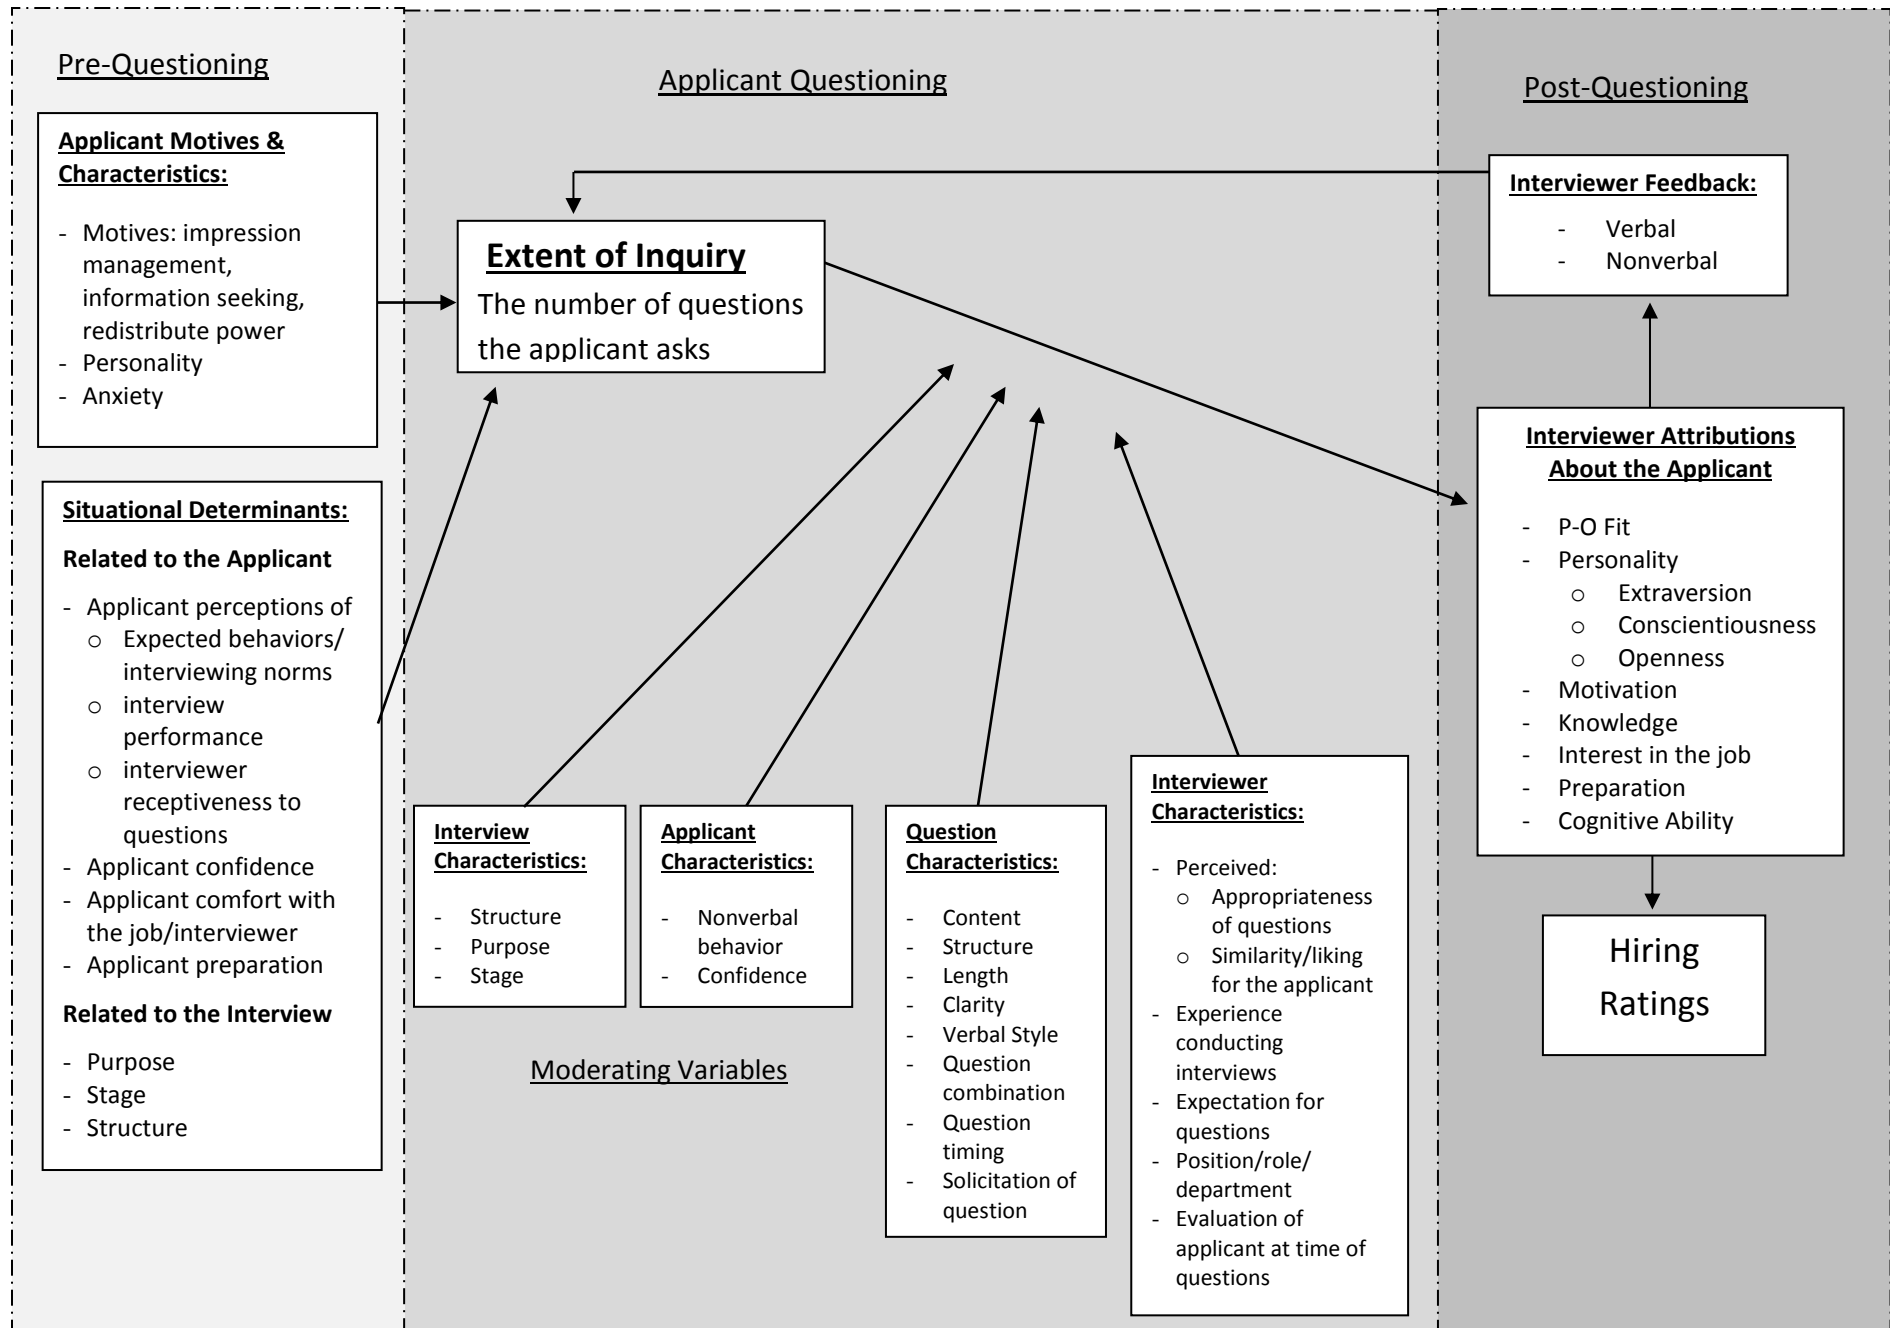 Pre-Questioning
Applicant Motives &
Characteristics:
- Motives: impression
management,
information seeking,
redistribute power
- Personality
- Anxiety
Situational Determinants:
Related to the Applicant
- Applicant perceptions of
o Expected behaviors/
interviewing norms
o interview
performance
o interviewer
receptiveness to
questions
- Applicant confidence
- Applicant comfort with
the job/interviewer
- Applicant preparation
Related to the Interview
- Purpose
- Stage
- Structure
Applicant Questioning
Extent of Inquiry
The number of questions
the applicant asks
Interview
Characteristics:
- Structure
- Purpose
- Stage
Applicant
Characteristics:
- Nonverbal
behavior
- Confidence
Question
Characteristics:
- Content
- Structure
- Length
- Clarity
- Verbal Style
- Question
combination
- Question
timing
- Solicitation of
question
Interviewer
Characteristics:
- Perceived:
o Appropriateness
of questions
o Similarity/liking
for the applicant
- Experience
conducting
interviews
- Expectation for
questions
- Position/role/
department
- Evaluation of
applicant at time of
questions
Moderating Variables
Post-Questioning
Interviewer Feedback:
- Verbal
- Nonverbal
Interviewer Attributions
About the Applicant
- P-O Fit
- Personality
o Extraversion
o Conscientiousness
o Openness
- Motivation
- Knowledge
- Interest in the job
- Preparation
- Cognitive Ability
Hiring
Ratings